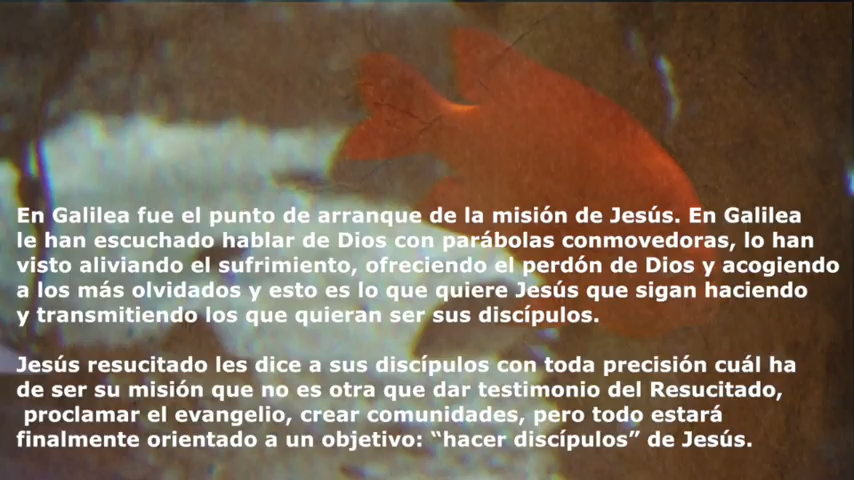 En Galilea fue el punto de arranque de la misión de Jesús. En Galilea
le han escuchado hablar de Dios con parábolas conmovedoras, lo han
visto aliviando el sufrimiento, ofreciendo el perdón de Dios y acogiendo
a los más olvidados y esto es lo que quiere Jesús que sigan haciendo
y transmitiendo los que quieran ser sus discípulos.
Jesús resucitado les dice a sus discípulos con toda precisión cuál ha
de ser su misión que no es otra que dar testimonio del Resucitado,
proclamar el evangelio, crear comunidades, pero todo estará
finalmente orientado a un objetivo: “hacer discípulos” de Jesús.